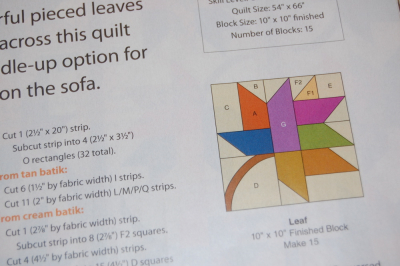 rful pieced leaves
across this quilt
dle-up option for
on the sofa.
Quilt Size: 54" x 66"
Block Size: 10" x 10" finished
Number of Blocks: 15
Cut 1 (2½" x 20") strip.
Subcut strip into 4 (2½" x 3½")
O rectangles (32 total).
rom tan batik:
Cut 6 (1½" by fabric width) I strips.
Cut 11 (2" by fabric width) L/M/P/Q strips.
rom cream batik:
Cut 1 (2⅞" by fabric width) strip.
Subcut strip into 8 (2⅞") F2 squares.
Cut 4 (4½" by fabric width) strips.
D squares
B
F2
E
F1
C
A
G
D
Leaf
10" x 10" Finished Block
Make 15